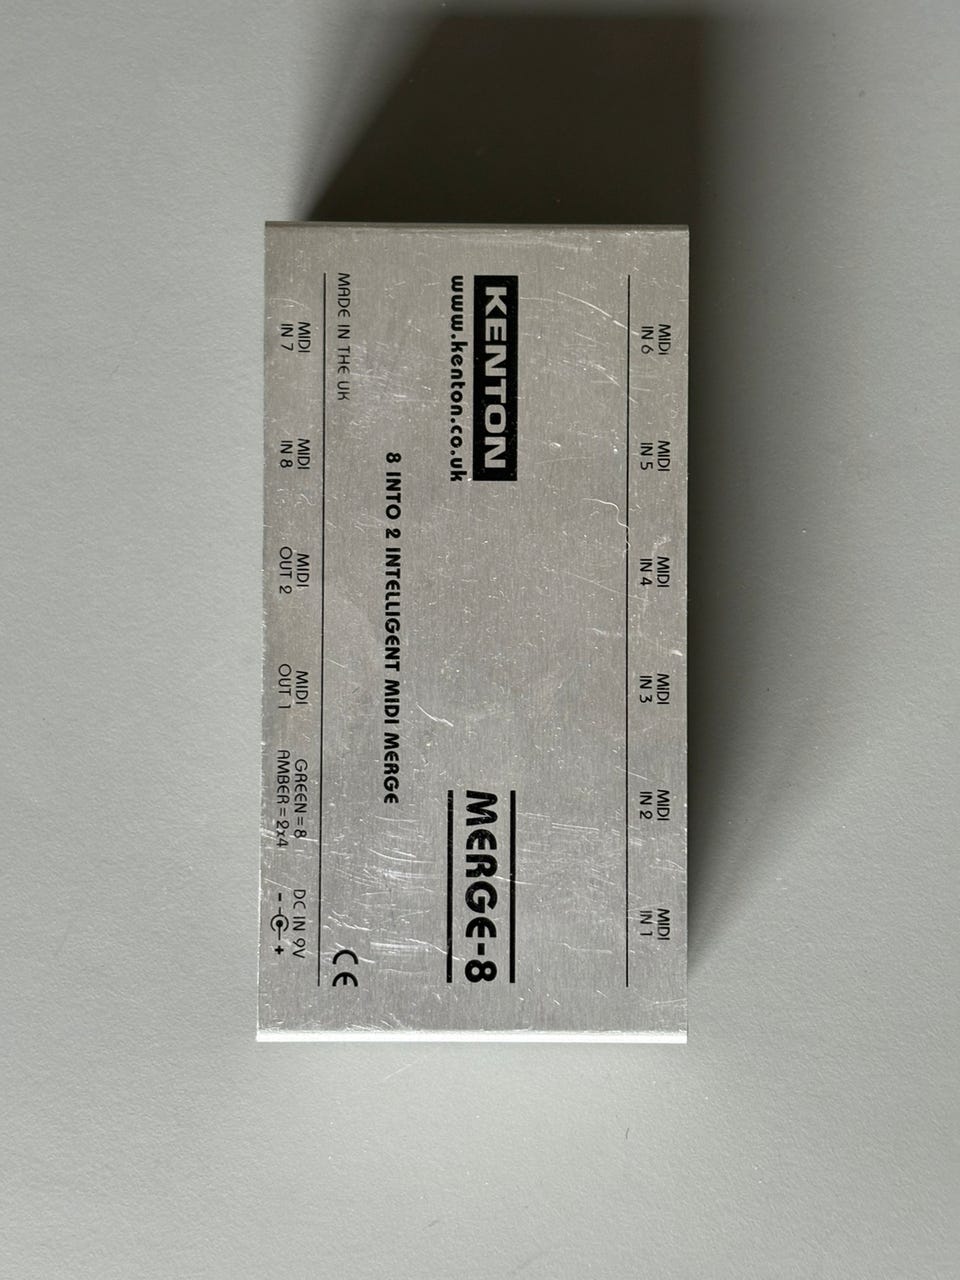 MIDI IN 6
MIDI IN 5
MIDI IN 4
MIDI IN 3
MIDI IN 2
MIDI IN 1
KENTON
www.kenton.co.uk
MERGE-8
8 INTO 2 INTELLIGENT MIDI MERGE
MADE IN THE UK
CE
MIDI IN 7
MIDI IN 8
MIDI OUT 2
MIDI OUT 1
GREEN = 8
AMBER = 2x4
DC IN 9V
- +